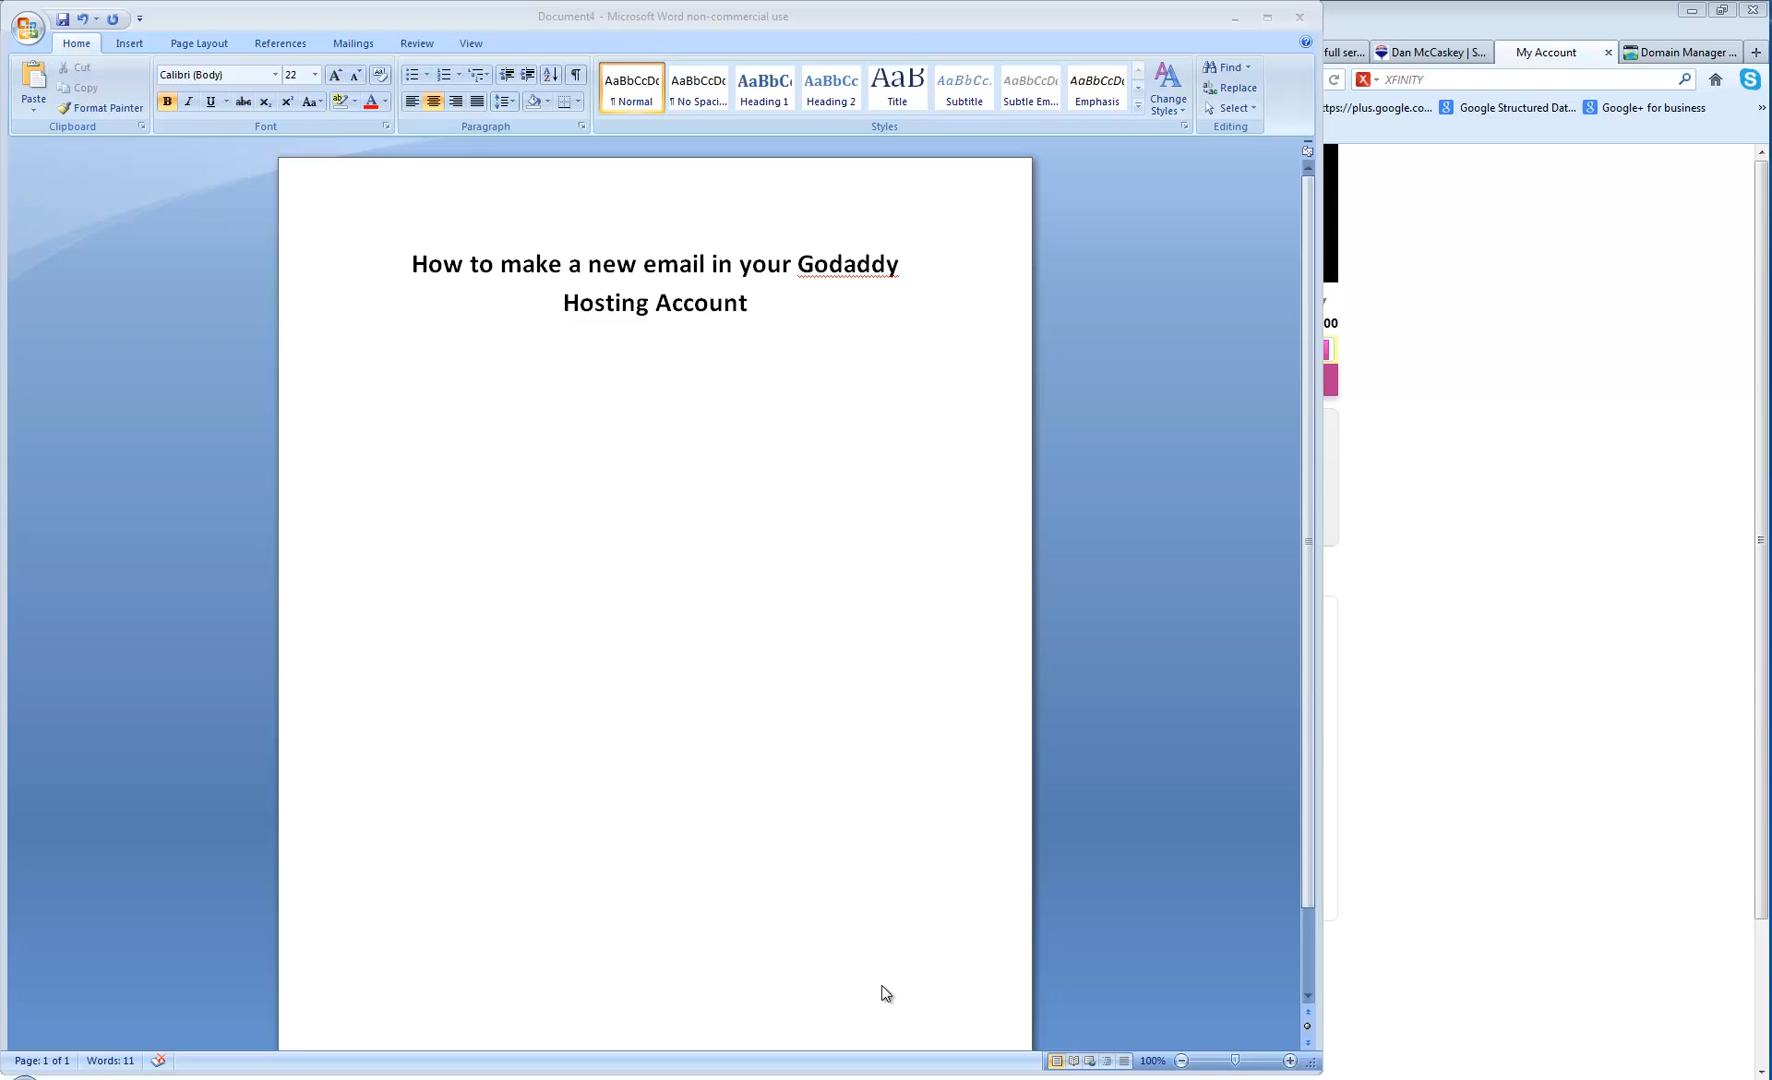 Document4 - Microsoft Word non-commercial use
Home Insert Page Layout References Mailings Review View
full ser... Dan McCaskey | S... My Account Domain Manager ...
Paste
Cut
Copy
Format Painter
Clipboard
Calibri (Body) 22
Font
Paragraph
AaBbCcDc AaBbCcDc AaBbCc AaBbCc AaB AaBbCc. AaBbCcDc AaBbCcDc
¶ Normal ¶ No Spaci... Heading 1 Heading 2 Title Subtitle Subtle Em... Emphasis
Change Styles
Styles
Find
Replace
Select
Editing
XFINITY
ttps://plus.google.co... Google Structured Dat... Google+ for business
How to make a new email in your Godaddy
Hosting Account
00
Page: 1 of 1 Words: 11
100%